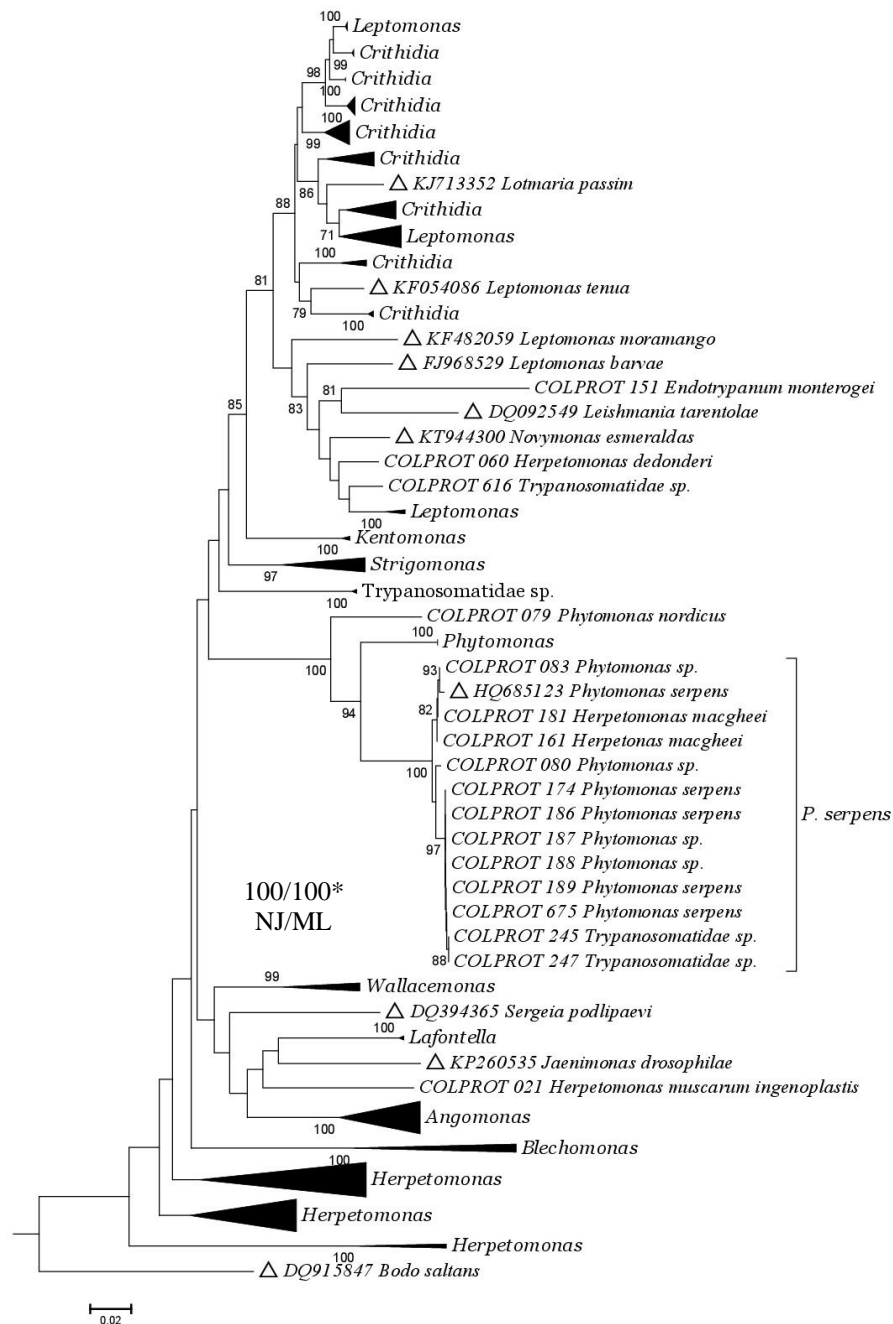 100
Leptomonas
Crithidia
99
98
Crithidia
100
Crithidia
100
Crithidia
99
Crithidia
86
KJ713352 Lotmaria passim
88
Crithidia
71
Leptomonas
100
Crithidia
81
KF054086 Leptomonas tenua
79
Crithidia
100
KF482059 Leptomonas moramango
FJ968529 Leptomonas barvae
81
COLPROT 151 Endotrypanum monterogei
85
83
DQ092549 Leishmania tarentolae
KT944300 Novymonas esmeraldas
COLPROT 060 Herpetomonas dedonderi
COLPROT 616 Trypanosomatidae sp.
Leptomonas
100
Kentomonas
100
Strigomonas
97
Trypanosomatidae sp.
100
COLPROT 079 Phytomonas nordicus
100
Phytomonas
100
93
COLPROT 083 Phytomonas sp.
HQ685123 Phytomonas serpens
82
COLPROT 181 Herpetomonas macgheei
94
COLPROT 161 Herpetonas macgheei
100
COLPROT 080 Phytomonas sp.
COLPROT 174 Phytomonas serpens
COLPROT 186 Phytomonas serpens
P. serpens
COLPROT 187 Phytomonas sp.
97
COLPROT 188 Phytomonas sp.
COLPROT 189 Phytomonas serpens
COLPROT 675 Phytomonas serpens
COLPROT 245 Trypanosomatidae sp.
88
COLPROT 247 Trypanosomatidae sp.
100/100*
NJ/ML
99
Wallacemonas
DQ394365 Sergeia podlipaevi
100
Lafontella
KP260535 Jaenimonas drosophilae
COLPROT 021 Herpetomonas muscarum ingenoplastis
Angomonas
100
Blechomonas
100
Herpetomonas
Herpetomonas
Herpetomonas
100
DQ915847 Bodo saltans
0.02